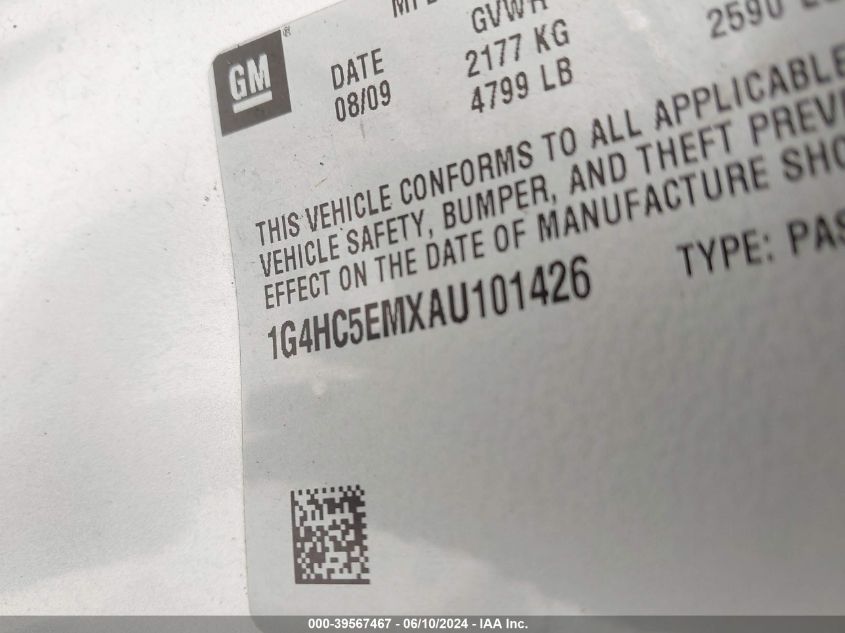 GM
®
DATE
08/09
GVWR
2177 KG
4799 LB
2590
THIS VEHICLE CONFORMS TO ALL APPLICABLE
VEHICLE SAFETY, BUMPER, AND THEFT PREVE
EFFECT ON THE DATE OF MANUFACTURE SHO
1G4HC5EMXAU101426
TYPE: PAS
000-39567467 - 06/10/2024 - IAA Inc.